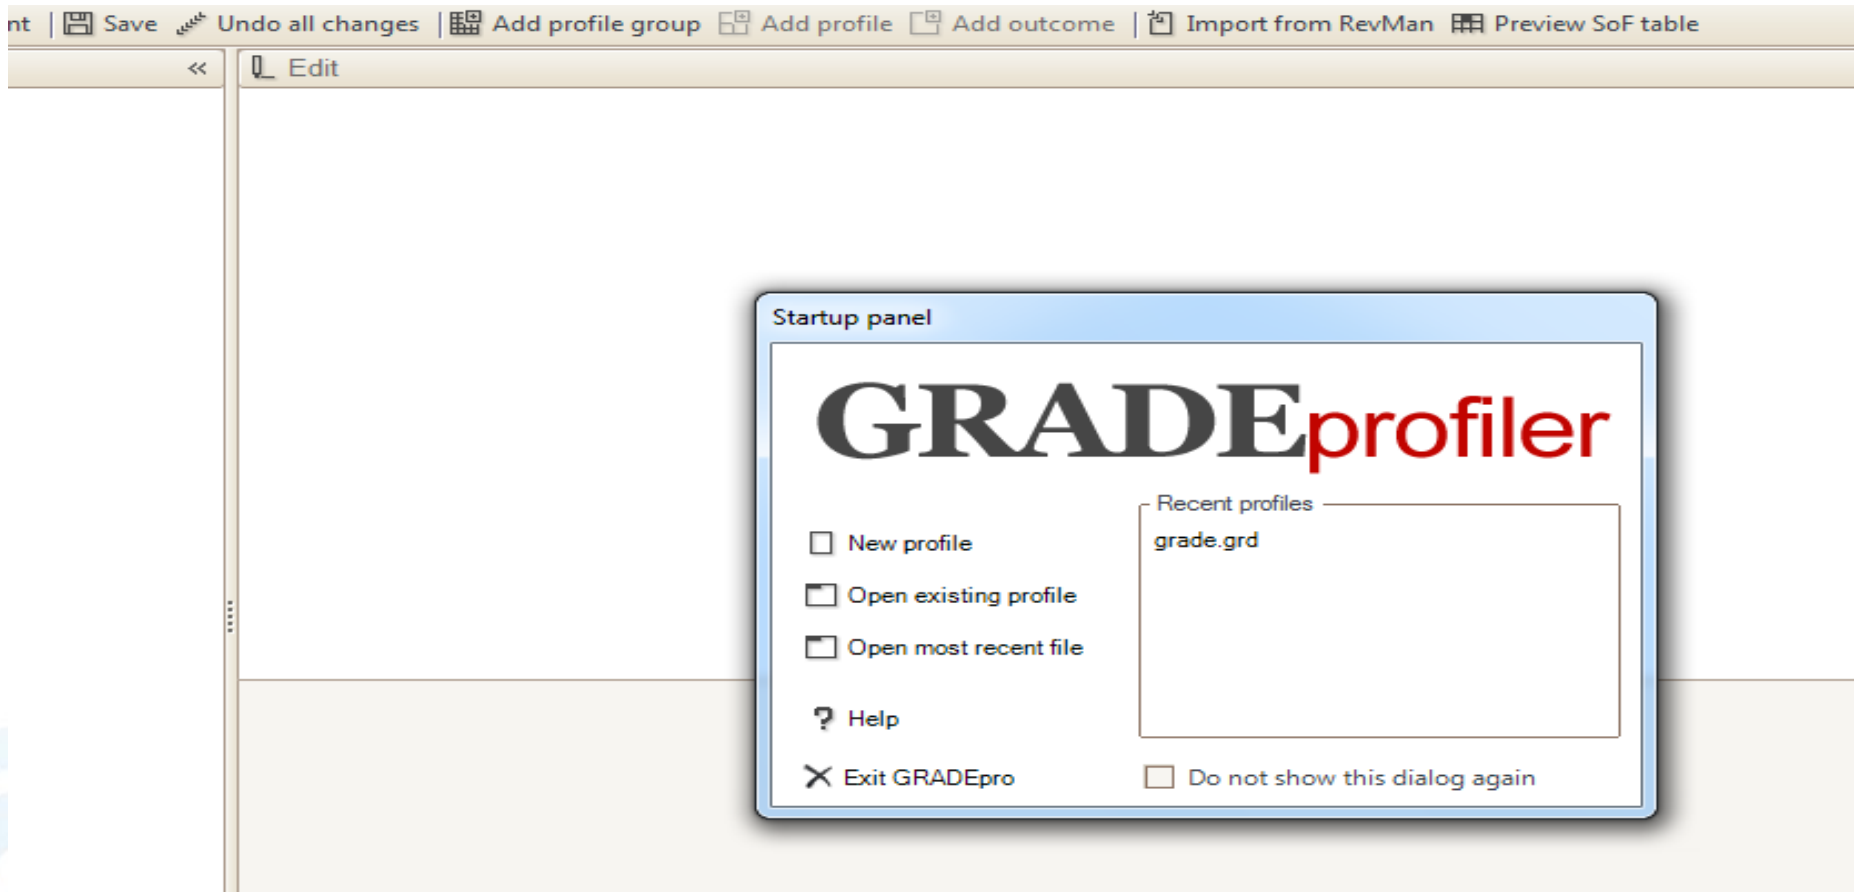 nt Save Undo all changes Add profile group Add profile Add outcome Import from RevMan Preview SoF table
Edit
Startup panel
GRADEprofiler
Recent profiles
grade.grd
New profile
Open existing profile
Open most recent file
Help
Exit GRADEpro
Do not show this dialog again